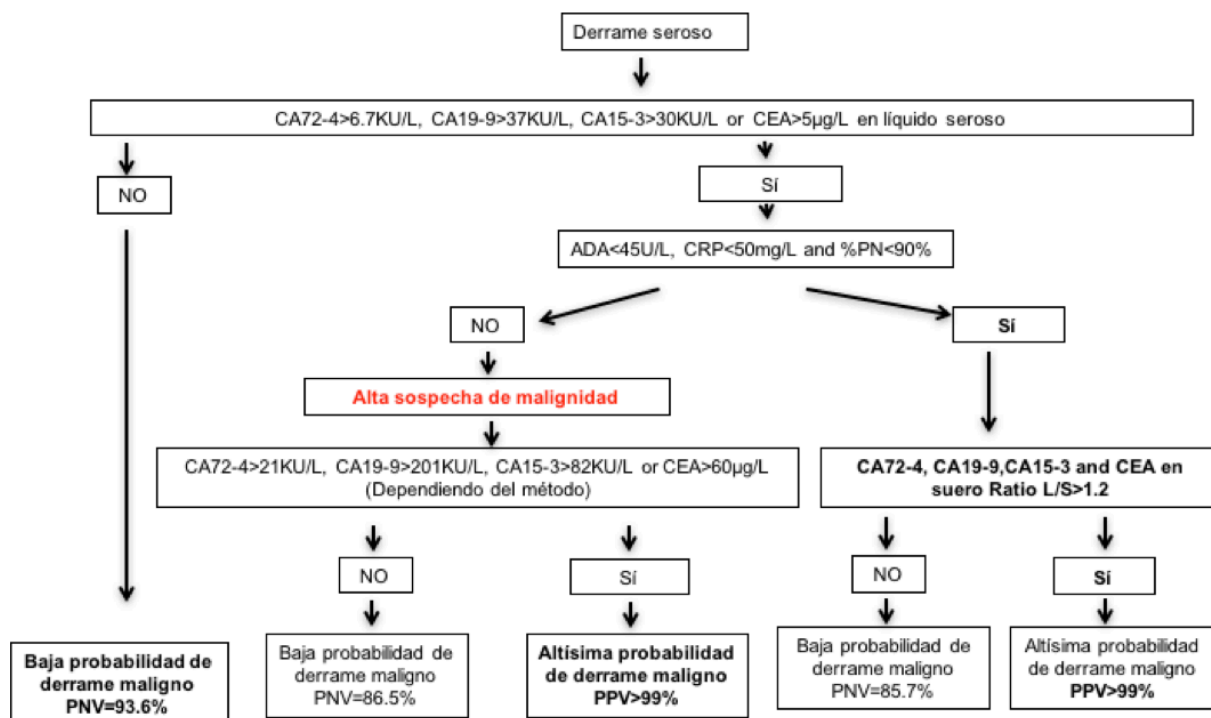 Derrame seroso
CA72-4>6.7KU/L, CA19-9>37KU/L, CA15-3>30KU/L or CEA>5µg/L en líquido seroso
NO
Sí
ADA<45U/L, CRP<50mg/L and %PN<90%
NO
Sí
Alta sospecha de malignidad
CA72-4>21KU/L, CA19-9>201KU/L, CA15-3>82KU/L or CEA>60µg/L
(Dependiendo del método)
CA72-4, CA19-9,CA15-3 and CEA en
suero Ratio L/S>1.2
NO
Sí
NO
Sí
Baja probabilidad de
derrame maligno
PNV=93.6%
Baja probabilidad de
derrame maligno
PNV=86.5%
Altísima probabilidad
de derrame maligno
PPV>99%
Baja probabilidad de
derrame maligno
PNV=85.7%
Altísima probabilidad
de derrame maligno
PPV>99%